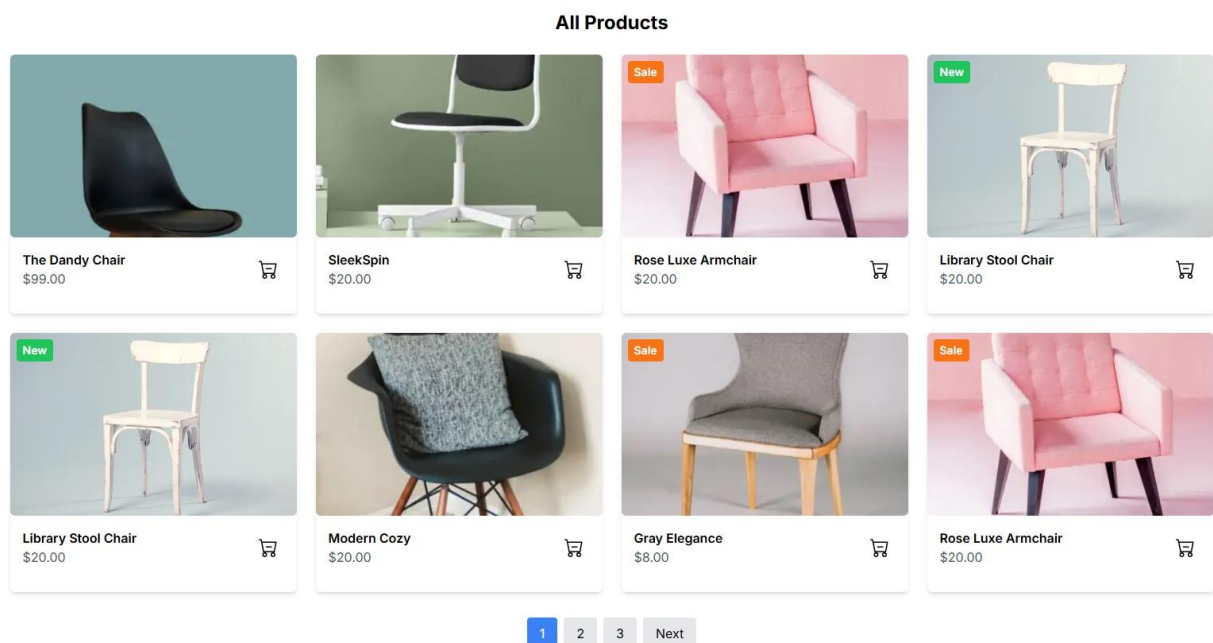 All Products
Sale
New
The Dandy Chair
$99.00
SleekSpin
$20.00
Rose Luxe Armchair
$20.00
Library Stool Chair
$20.00
New
Sale
Sale
Library Stool Chair
$20.00
Modern Cozy
$20.00
Gray Elegance
$8.00
Rose Luxe Armchair
$20.00
1 2 3 Next